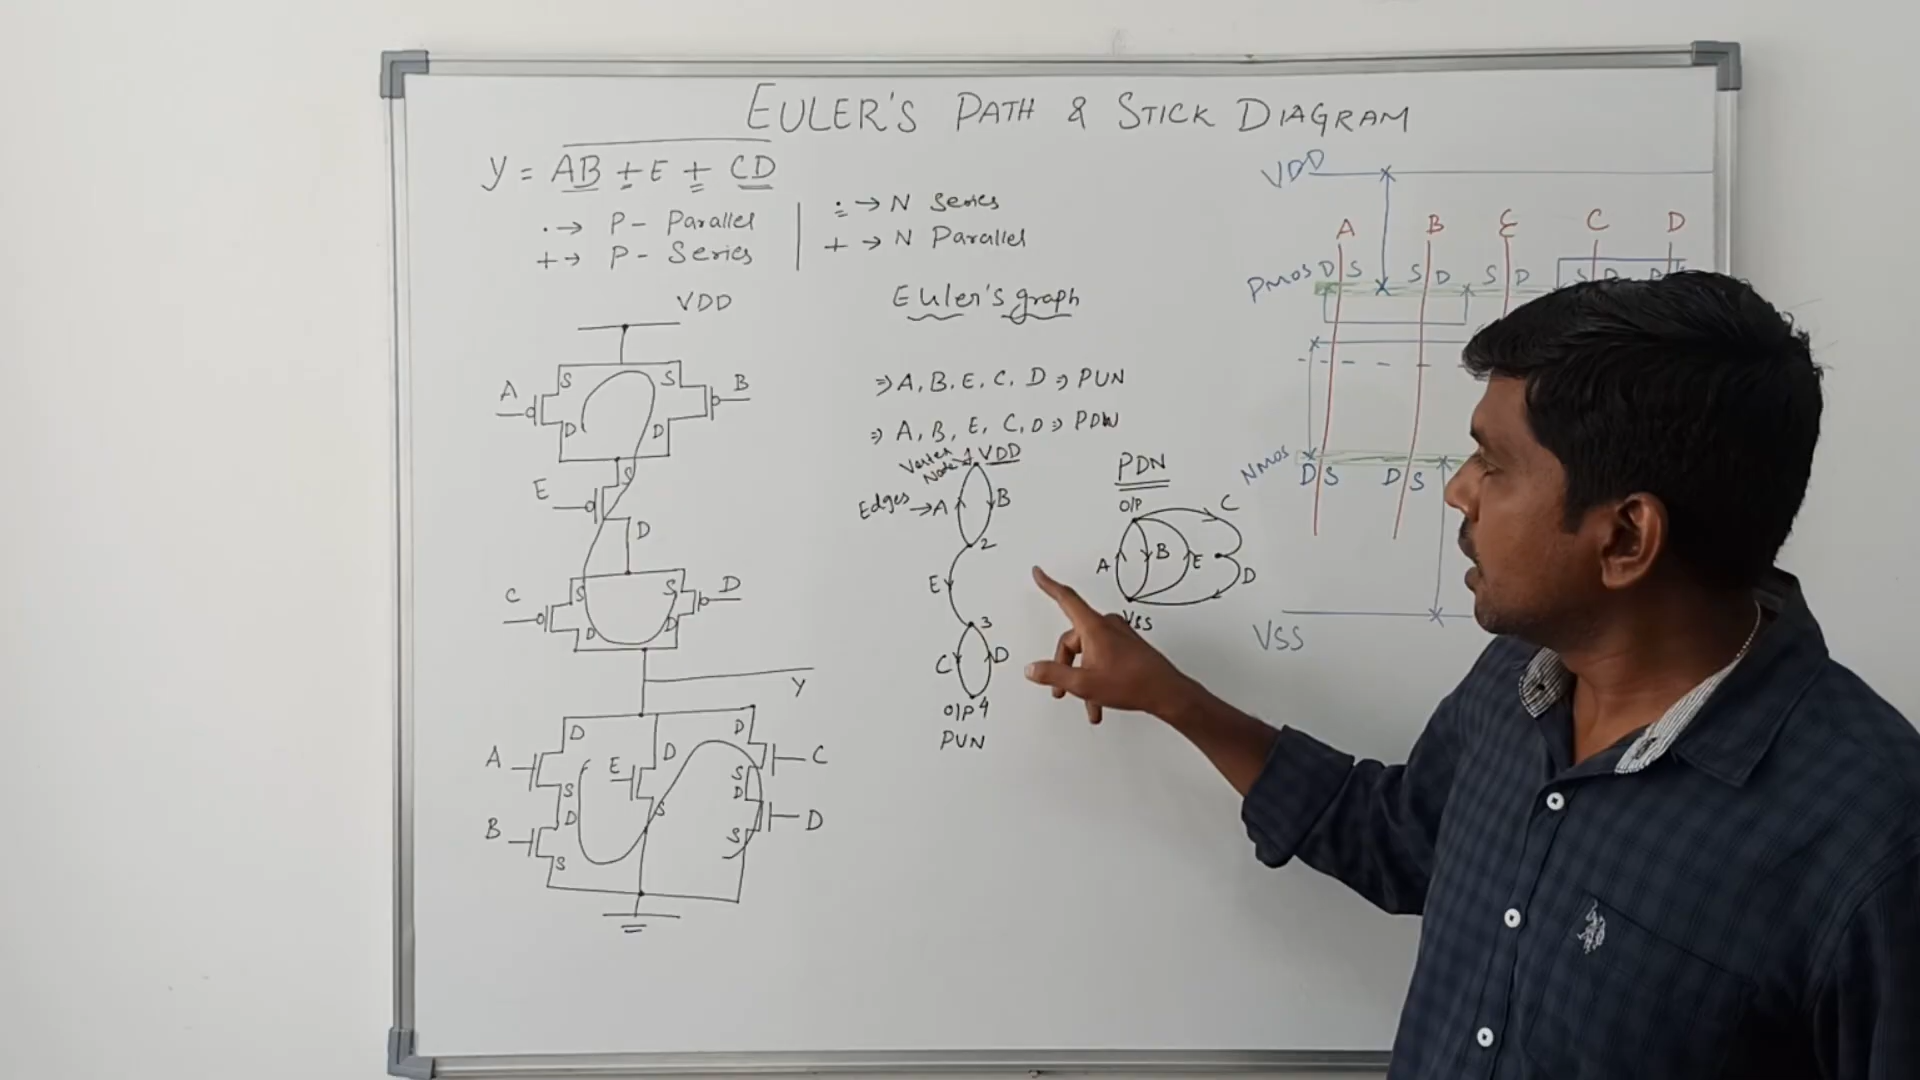 EULER'S PATH & STICK DIAGRAM
Y = AB + E + CD
· → P - Parallel
+ → P - Series
· → N Series
+ → N Parallel
Euler's graph
⇒ A, B, E, C, D ⇒ PUN
⇒ A, B, E, C, D ⇒ PDN
VDD
A
S
S
B
D
D
E
S
D
C
S
S
D
D
D
Y
A
D
E
D
D
C
S
S
D
S
D
B
D
S
S
Vertex
Node
1 VDD
Edges → A
B
2
E
3
C
D
O/P 4
PUN
PDN
O/P
C
A
B
E
D
VSS
VDD
A
B
E
C
D
PMOS D S
S D
S D
S D
D
NMOS
D S
D S
VSS